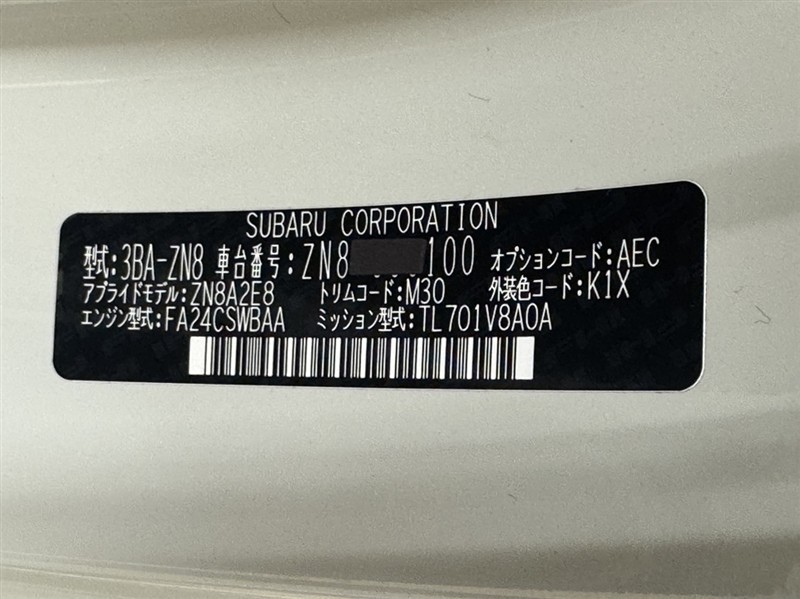 SUBARU CORPORATION
型式:3BA-ZN8 車台番号:ZN8 100 オプションコード:AEC
アプライドモデル:ZN8A2E8 トリムコード:M30 外装色コード:K1X
エンジン型式:FA24CSWBAA ミッション型式:TL701V8A0A